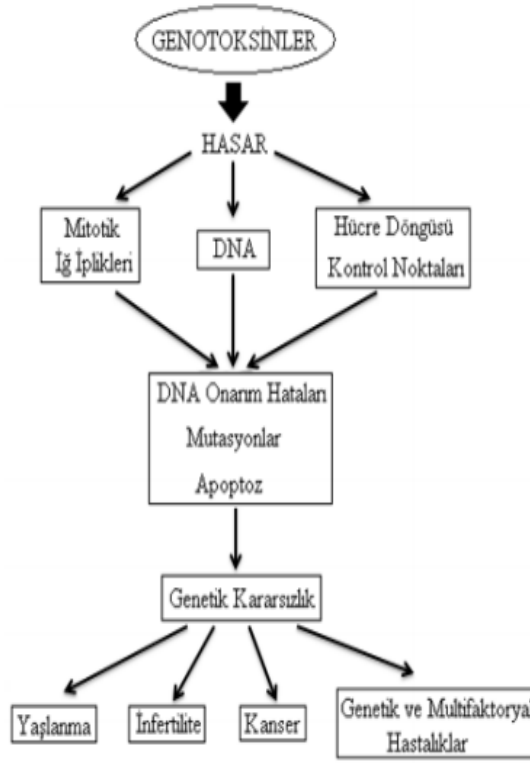 GENOTOKSİNLER
HASAR
Mitotik
İğ İplikleri
DNA
Hücre Döngüsü
Kontrol Noktaları
DNA Onarım Hataları
Mutasyonlar
Apoptoz
Genetik Kararsızlık
Yaşlanma
İnfertilite
Kanser
Genetik ve Multifaktoryal
Hastalıklar